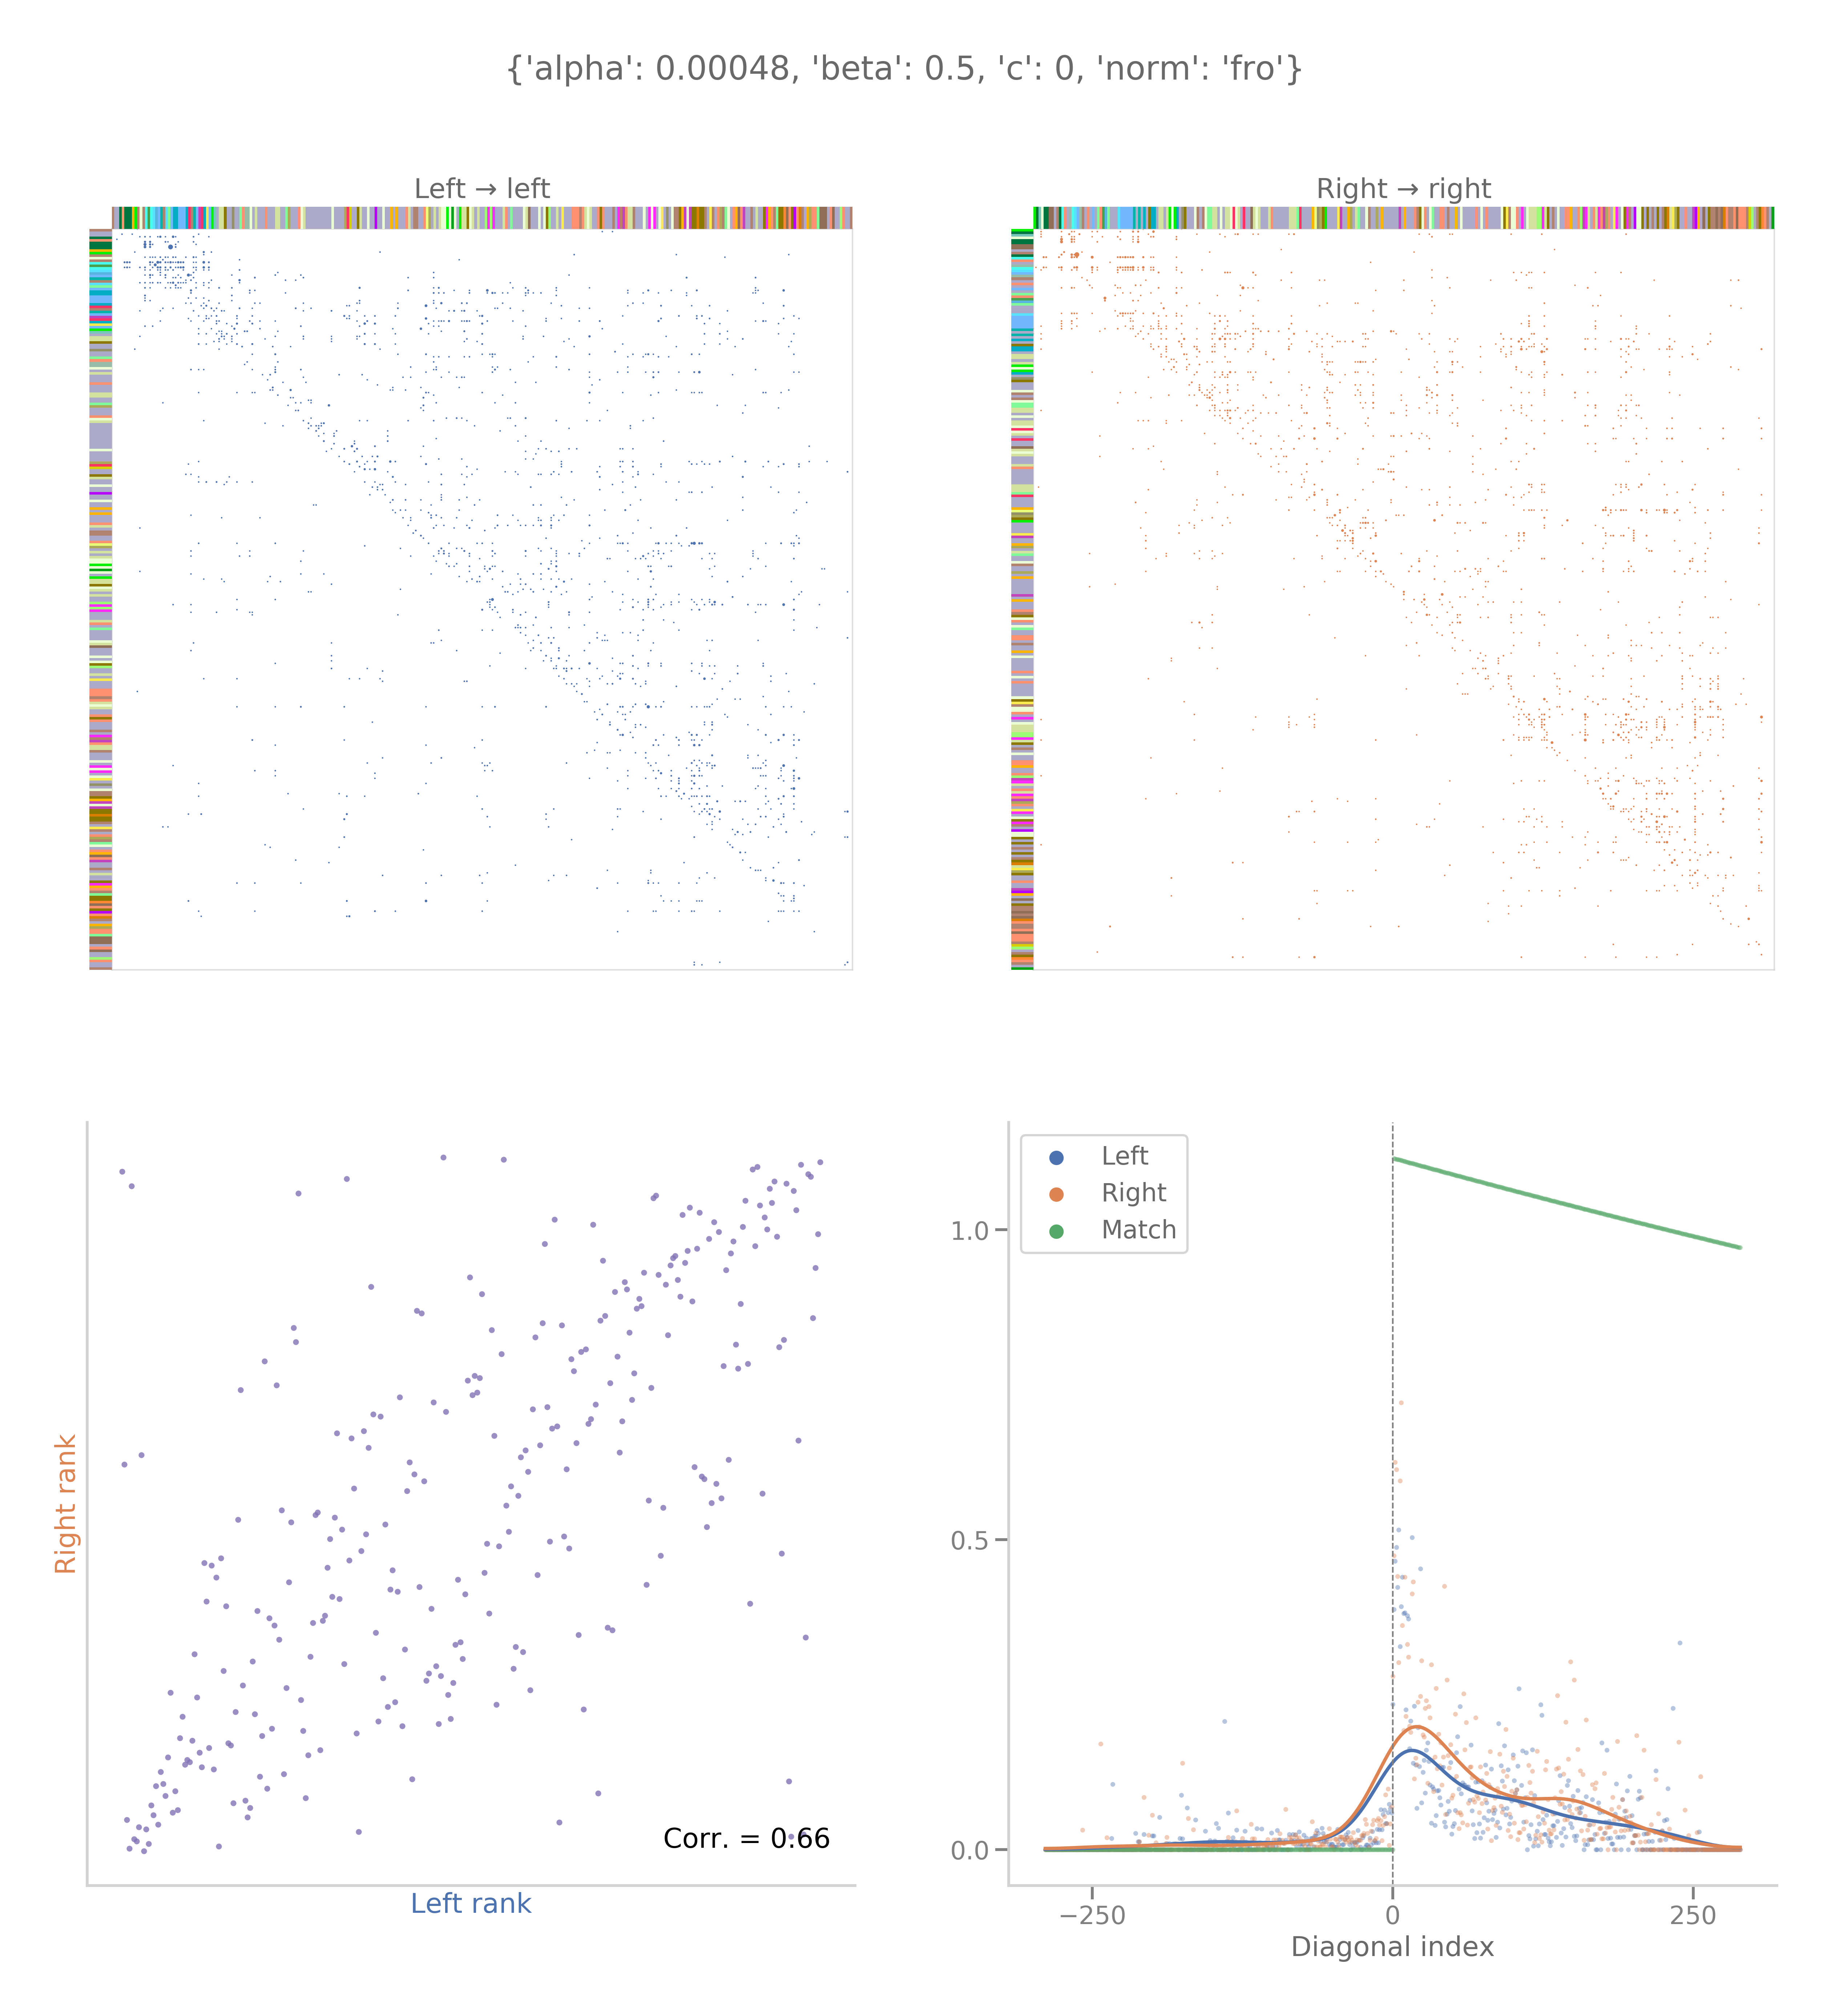 {'alpha': 0.00048, 'beta': 0.5, 'c': 0, 'norm': 'fro'}
Left → left
Right → right
Right rank
Corr. = 0.66
Left rank
Left
Right
Match
1.0
0.5
0.0
−250
0
250
Diagonal index